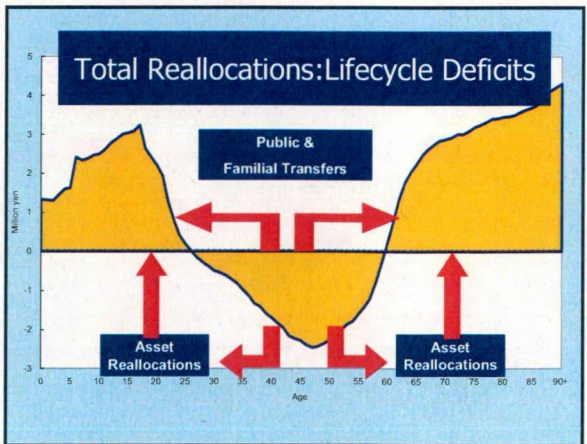 Total Reallocations:Lifecycle Deficits
Public &
Familial Transfers
Million yen
5
4
3
2
1
0
-1
-2
-3
Asset
Reallocations
Asset
Reallocations
0 5 10 15 20 25 30 35 40 45 50 55 60 65 70 75 80 85 90+
Age